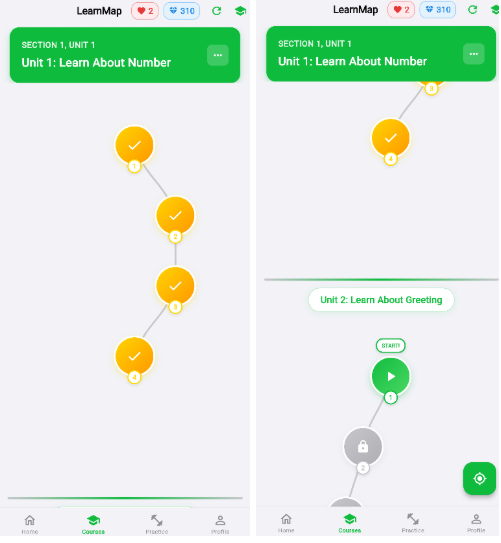 LearnMap
2
310
SECTION 1, UNIT 1
Unit 1: Learn About Number
1
2
3
4
Home
Courses
Practice
Profile
LearnMap
2
310
SECTION 1, UNIT 1
Unit 1: Learn About Number
3
4
Unit 2: Learn About Greeting
START!
1
2
Home
Courses
Practice
Profile